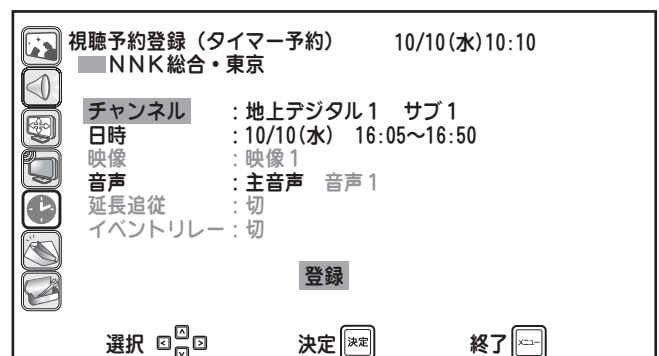 視聴予約登録（タイマー予約） 10/10(水)10:10
NNK総合・東京
チャンネル ：地上デジタル1 サブ1
日時 ：10/10(水) 16:05～16:50
映像 ：映像1
音声 ：主音声 音声1
延長追従 ：切
イベントリレー：切
登録
選択 決定 決定 終了 メニュー